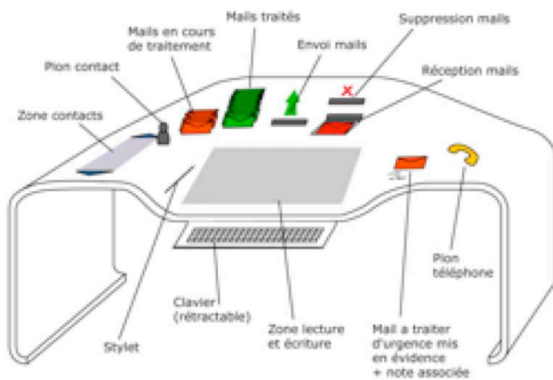 Mails traités
Suppression mails
Mails en cours
de traitement
Envoi mails
Pion contact
Réception mails
Zone contacts
Pion
téléphone
Clavier
(rétractable)
Zone lecture
et écriture
Mail a traiter
d'urgence mis
en évidence
+ note associée
Stylet